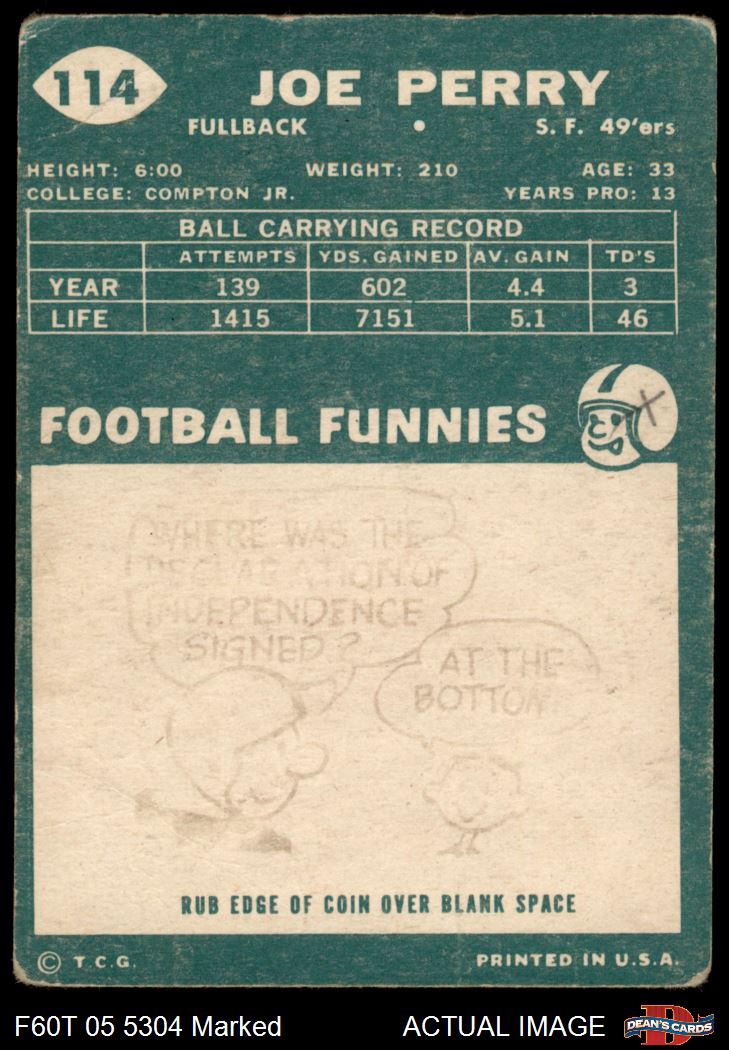 114
JOE PERRY
FULLBACK • S. F. 49'ers
HEIGHT: 6:00 WEIGHT: 210 AGE: 33
COLLEGE: COMPTON JR. YEARS PRO: 13
BALL CARRYING RECORD
ATTEMPTS YDS. GAINED AV. GAIN TD'S
YEAR 139 602 4.4 3
LIFE 1415 7151 5.1 46
FOOTBALL FUNNIES
WHERE WAS THE
DECLARATION OF
INDEPENDENCE
SIGNED?
AT THE
BOTTOM
RUB EDGE OF COIN OVER BLANK SPACE
© T.C.G. PRINTED IN U.S.A.
F60T 05 5304 Marked ACTUAL IMAGE
D
DEAN'S CARDS